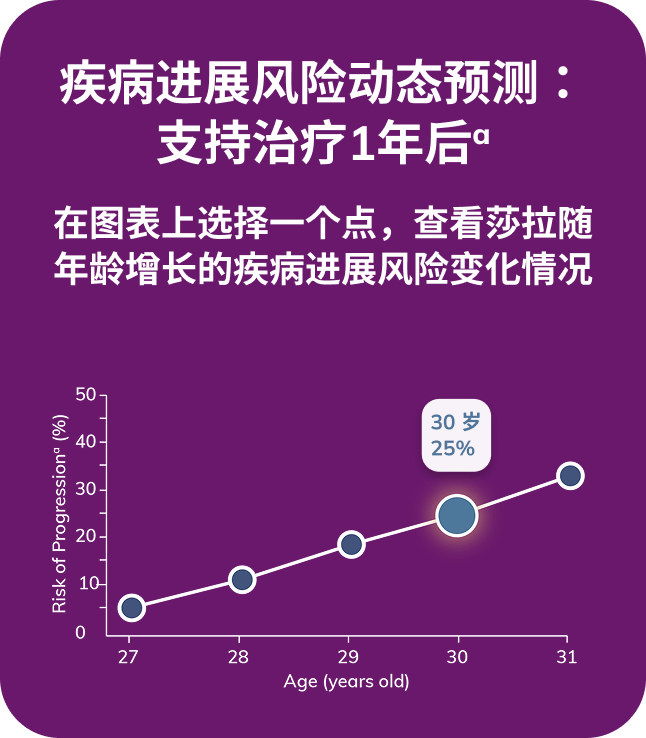 疾病进展风险动态预测：
支持治疗1年后ᵅ
在图表上选择一个点，查看莎拉随
年龄增长的疾病进展风险变化情况
50
40
30
20
10
0
Risk of Progressionᵅ (%)
30 岁
25%
27 28 29 30 31
Age (years old)